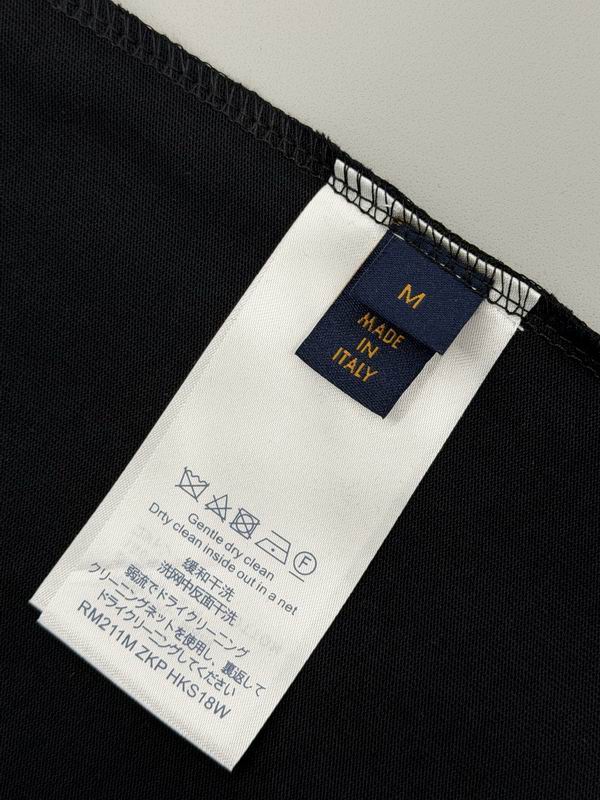 M
MADE
IN
ITALY
F
Gentle dry clean
Drty clean inside out in a net
缓和干洗
洗网中反面干洗
弱流でドライクリーニング
クリーニングネットを使用し、裏返して
ドライクリーニングしてください
RM211M ZKP HKS18W